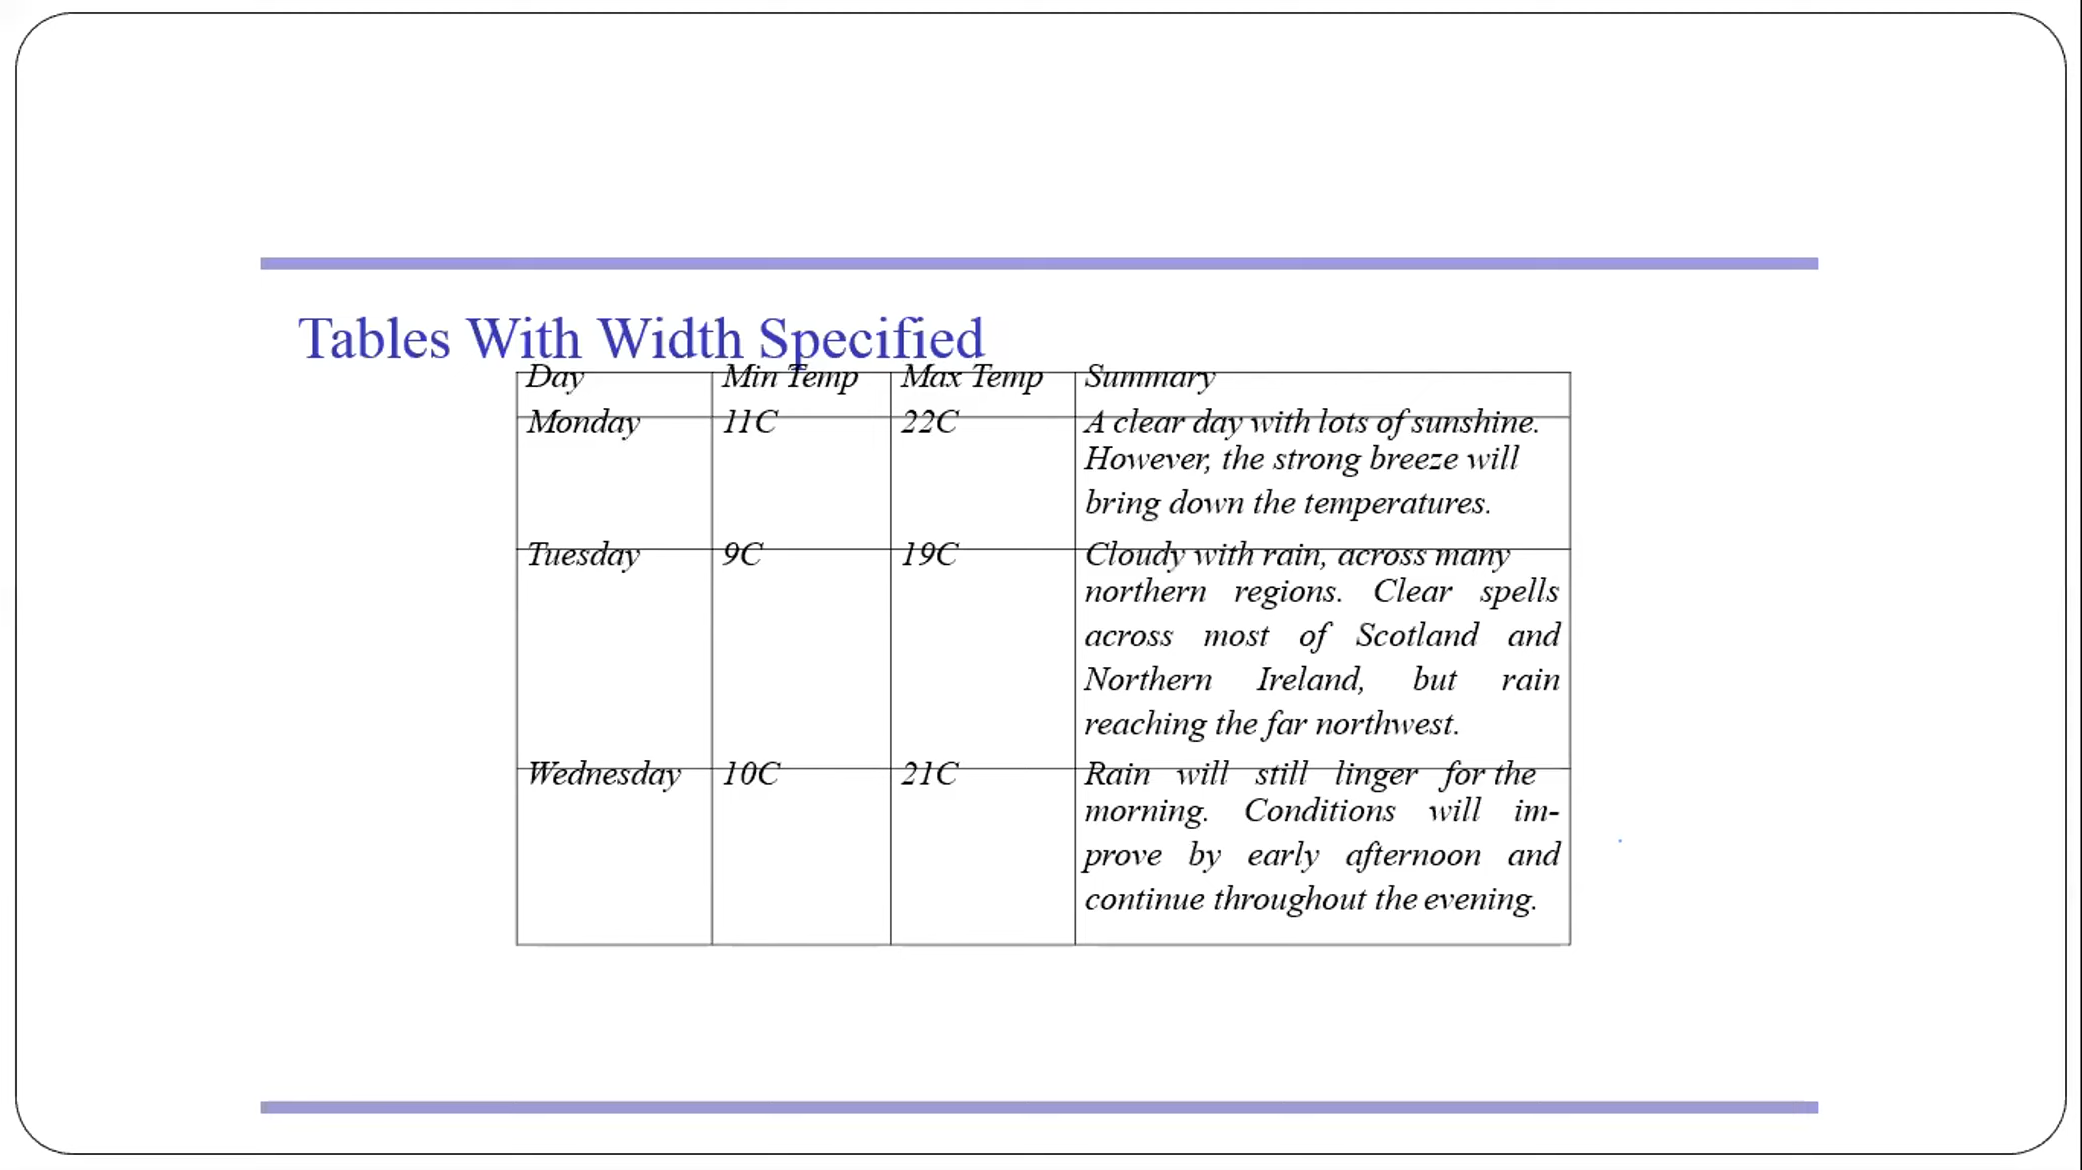 Tables With Width Specified
Day Min Temp Max Temp Summary
Monday 11C 22C A clear day with lots of sunshine.
However, the strong breeze will
bring down the temperatures.
Tuesday 9C 19C Cloudy with rain, across many
northern regions. Clear spells
across most of Scotland and
Northern Ireland, but rain
reaching the far northwest.
Wednesday 10C 21C Rain will still linger for the
morning. Conditions will im-
prove by early afternoon and
continue throughout the evening.